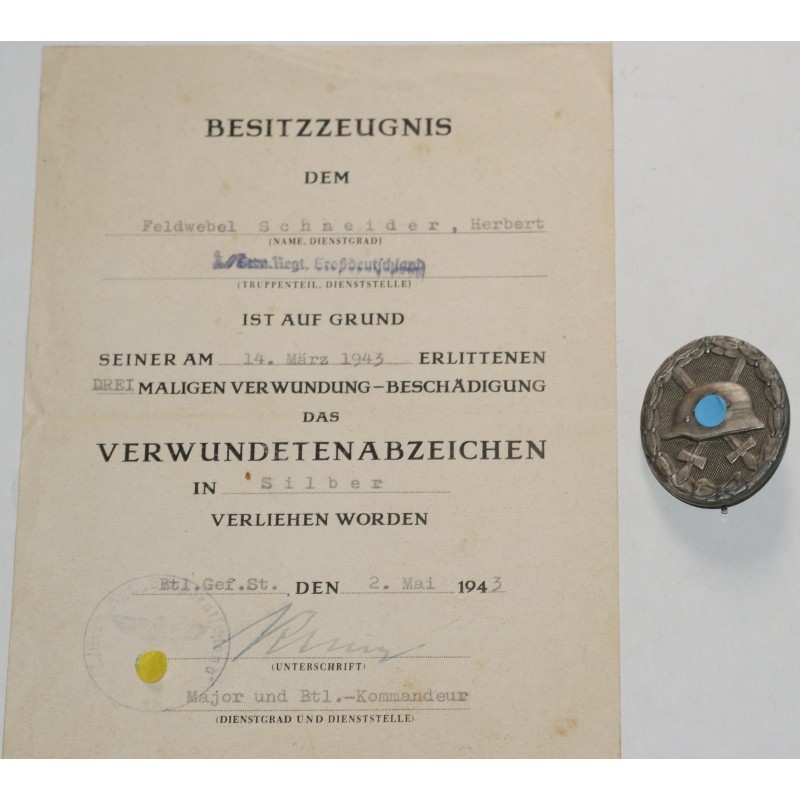 BESITZZEUGNIS
DEM
Feldwebel Schneider, Herbert
(NAME, DIENSTGRAD)
Regt. Großdeutschland
(TRUPPENTEIL, DIENSTSTELLE)
IST AUF GRUND
SEINER AM 14. März 1943 ERLITTENEN
DREI MALIGEN VERWUNDUNG-BESCHÄDIGUNG
DAS
VERWUNDETENABZEICHEN
IN Silber
VERLIEHEN WORDEN
Btl.Gef.St., DEN 2. Mai 1943
(UNTERSCHRIFT)
Major und Btl.-Kommandeur
(DIENSTGRAD UND DIENSTSTELLE)